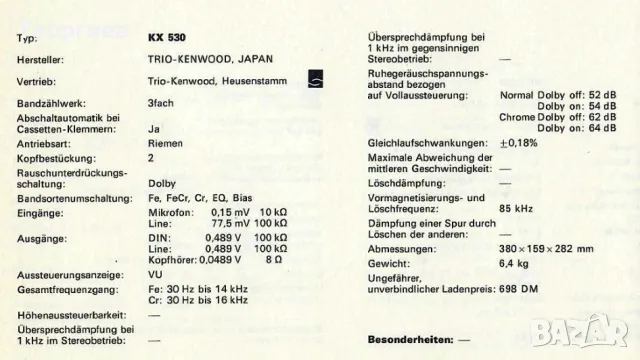 Typ: KX 530
Hersteller: TRIO-KENWOOD, JAPAN
Vertrieb: Trio-Kenwood, Heusenstamm
Bandzählwerk: 3fach
Abschaltautomatik bei
Cassetten-Klemmern: Ja
Antriebsart: Riemen
Kopfbestückung: 2
Rauschunterdrückungs-
schaltung: Dolby
Bandsortenumschaltung: Fe, FeCr, Cr, EQ, Bias
Eingänge: Mikrofon: 0,15 mV 10 kΩ
Line: 77,5 mV 100 kΩ
Ausgänge: DIN: 0,489 V 100 kΩ
Line: 0,489 V 100 kΩ
Kopfhörer: 0,0489 V 8 Ω
Aussteuerungsanzeige: VU
Gesamtfrequenzgang: Fe: 30 Hz bis 14 kHz
Cr: 30 Hz bis 16 kHz
Höhenaussteuerbarkeit: —
Übersprechdämpfung bei
1 kHz im Stereobetrieb: —
Übersprechdämpfung bei
1 kHz im gegensinnigen
Stereobetrieb: —
Ruhegeräuschspannungs-
abstand bezogen
auf Vollaussteuerung: Normal Dolby off: 52 dB
Dolby on: 54 dB
Chrome Dolby off: 62 dB
Dolby on: 64 dB
Gleichlaufschwankungen: ±0,18%
Maximale Abweichung der
mittleren Geschwindigkeit: —
Löschdämpfung: —
Vormagnetisierungs- und
Löschfrequenz: 85 kHz
Dämpfung einer Spur durch
Löschen der anderen: —
Abmessungen: 380 × 159 × 282 mm
Gewicht: 6,4 kg
Ungefährer,
unverbindlicher Ladenpreis: 698 DM
Besonderheiten: —
bazar.bg